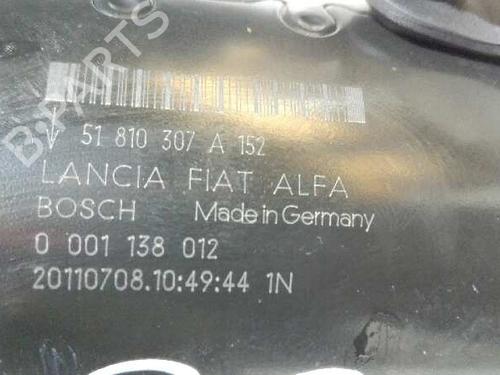 B-PARTS
51 810 307 A 152
LANCIA FIAT ALFA
BOSCH Made in Germany
0 001 138 012
20110708.10:49:44 1N